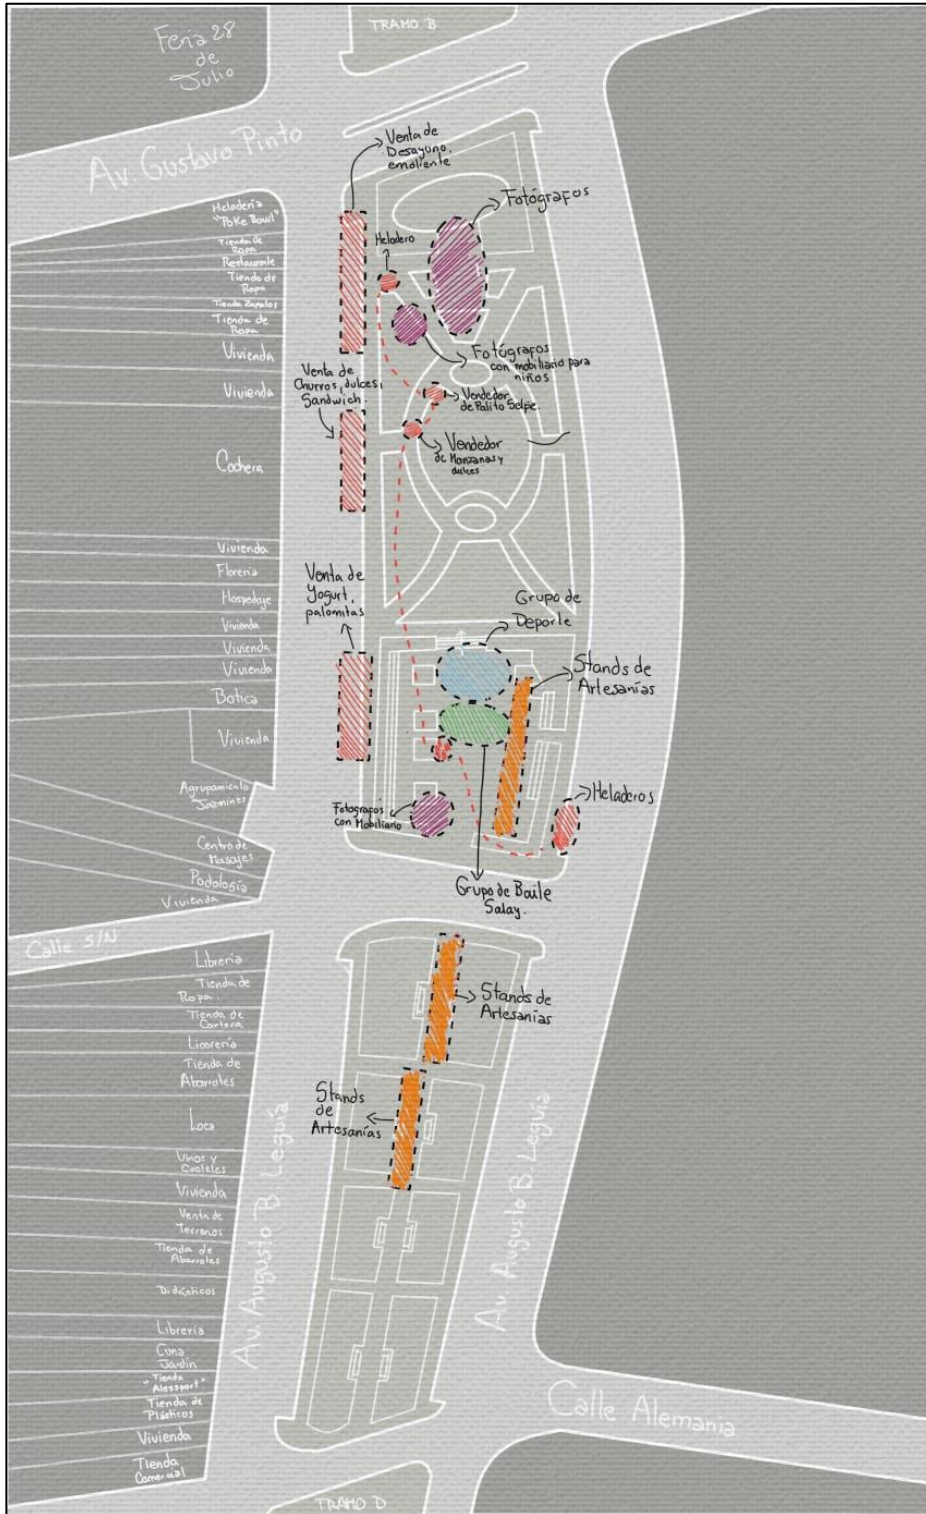 TRAMO B
Feria 28
de
Julio
Av. Gustavo Pinto
Venta de
Desayuno,
emoliente
Fotógrafos
Heladero
Fotógrafos
con mobiliario para
niños
Venta de
Churros, dulces,
Sandwich.
Vendedor
de Palito Selpe.
Vendedor
de Manzanas y
dulces
Venta de
Yogurt,
palomitas
Grupo de
Deporte
Stands de
Artesanías
Heladeros
Fotografos
con Mobiliario
Grupo de Baile
Salay.
Heladería
"Poke Bowl"
Tienda de
Ropa
Restaurante
Tienda de
Ropa
Tienda Zapatos
Tienda de
Ropa
Vivienda
Vivienda
Cochera
Vivienda
Florería
Hospedaje
Vivienda
Vivienda
Vivienda
Botica
Vivienda
Agrupamiento
Centro de
Masajes
Podología
Vivienda
Calle S/N
Librería
Tienda de
Ropa.
Tienda de
Cartera
Licorería
Tienda de
Abarrotes
Loca
Vinos y
Cocteles
Vivienda
Venta de
Terrenos
Tienda de
Abarrotes
Didácticos
Librería
Cuna
Jardín
"Tienda
Alessport"
Tienda de
Plásticos
Vivienda
Tienda
Comercial
Stands de
Artesanías
Stands
de
Artesanías
Av. Augusto B. Leguía
Av. Augusto B. Leguía
Calle Alemania
TRAMO D